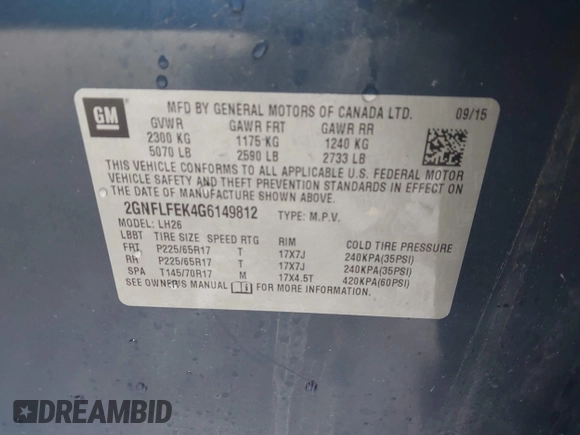 GM
MFD BY GENERAL MOTORS OF CANADA LTD. 09/15
GVWR GAWR FRT GAWR RR
2300 KG 1175 KG 1240 KG
5070 LB 2590 LB 2733 LB
THIS VEHICLE CONFORMS TO ALL APPLICABLE U.S. FEDERAL MOTOR
VEHICLE SAFETY AND THEFT PREVENTION STANDARDS IN EFFECT ON
THE DATE OF MANUFACTURE SHOWN ABOVE.
2GNFLFEK4G6149812 TYPE: M.P.V.
MODEL: LH26
LBBT TIRE SIZE SPEED RTG RIM COLD TIRE PRESSURE
FRT P225/65R17 T 17X7J 240KPA(35PSI)
RR P225/65R17 T 17X7J 240KPA(35PSI)
SPA T145/70R17 M 17X4.5T 420KPA(60PSI)
SEE OWNER'S MANUAL FOR MORE INFORMATION.
DREAMBID